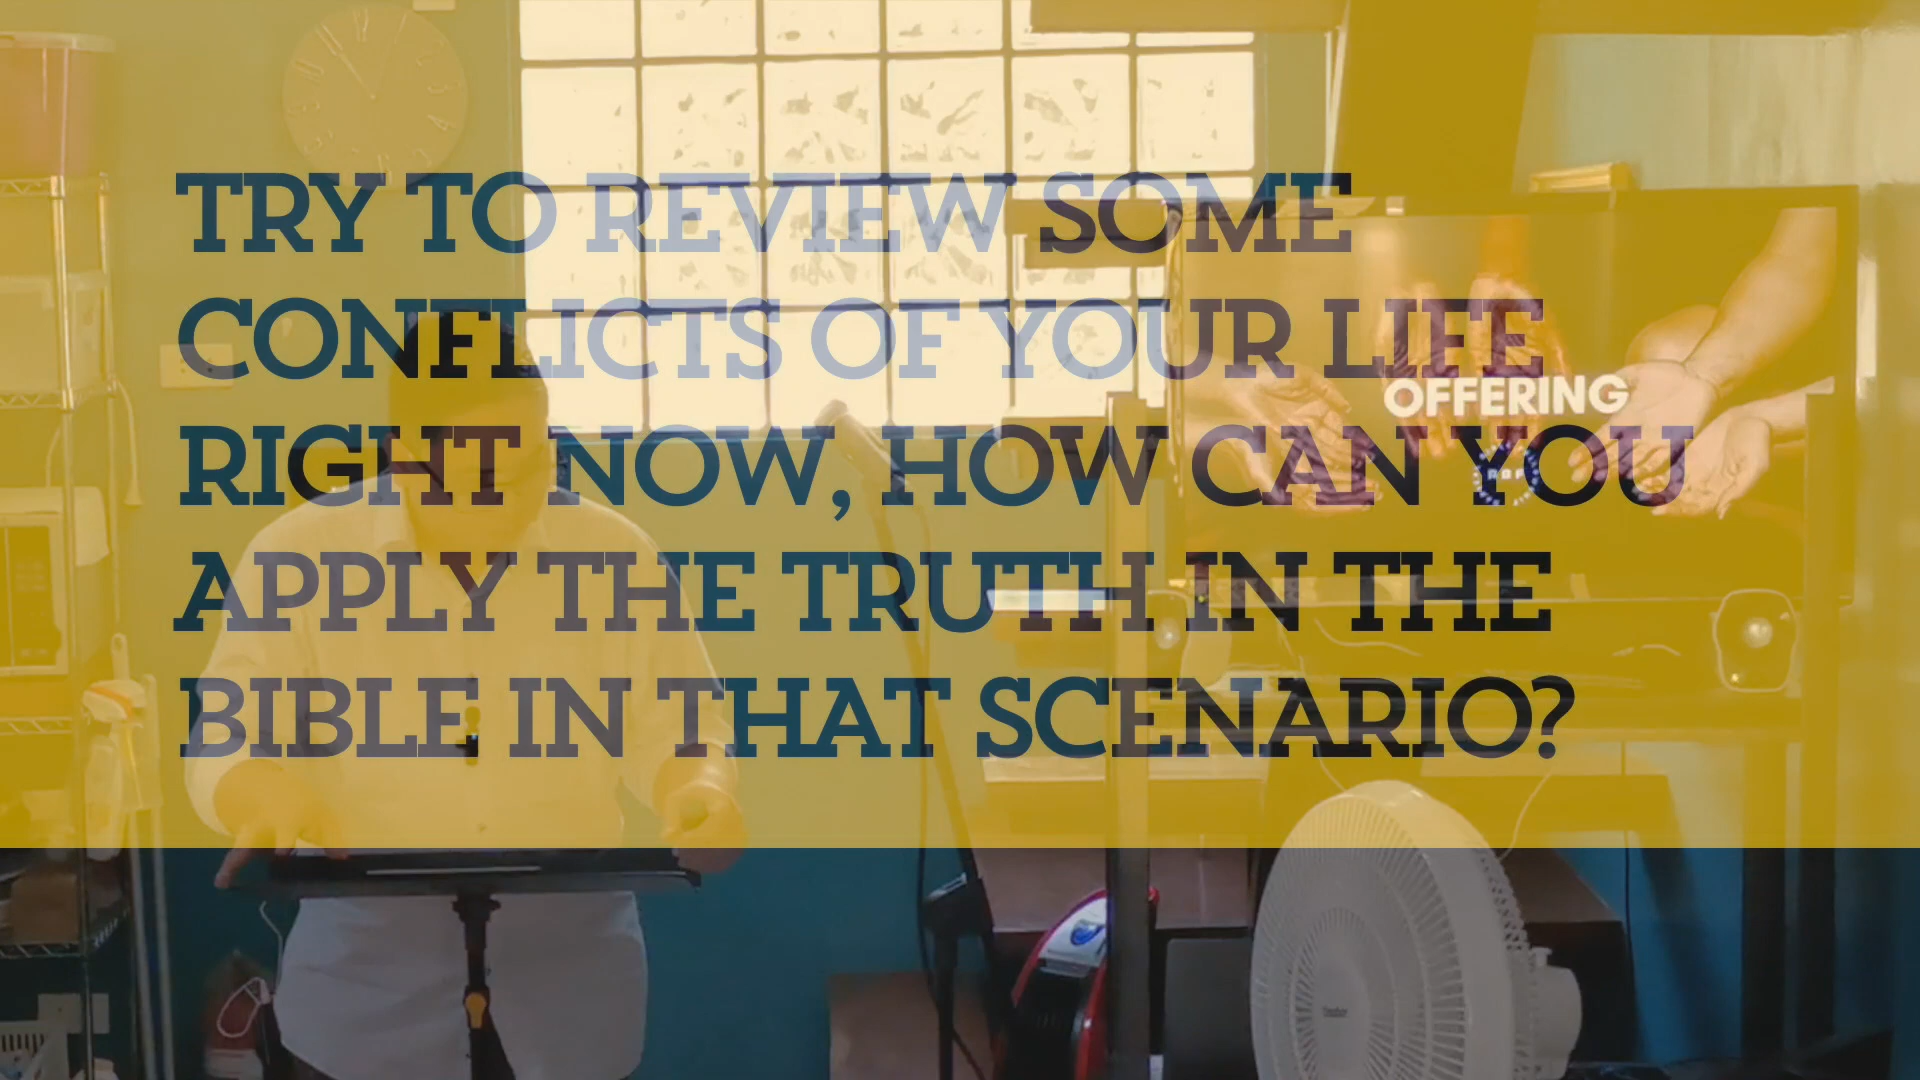 TRY TO REVIEW SOME
CONFLICTS OF YOUR LIFE
OFFERING
RIGHT NOW, HOW CAN YOU
APPLY THE TRUTH IN THE
BIBLE IN THAT SCENARIO?